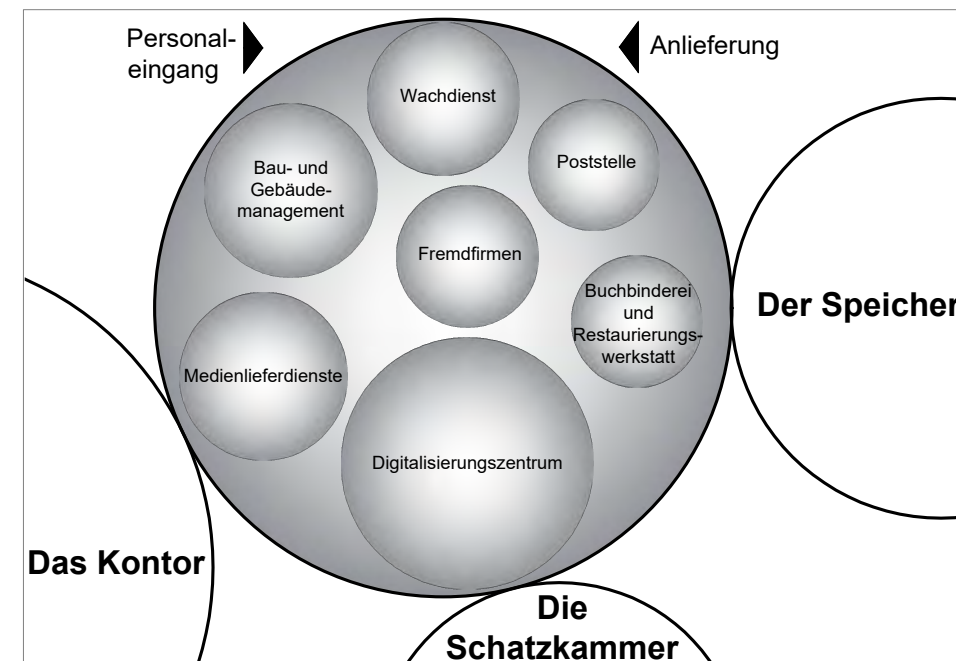 Personal-
eingang
Anlieferung
Wachdienst
Poststelle
Bau- und
Gebäude-
management
Fremdfirmen
Buchbinderei
und
Restaurierungs-
werkstatt
Der Speicher
Medienlieferdienste
Digitalisierungszentrum
Das Kontor
Die
Schatzkammer